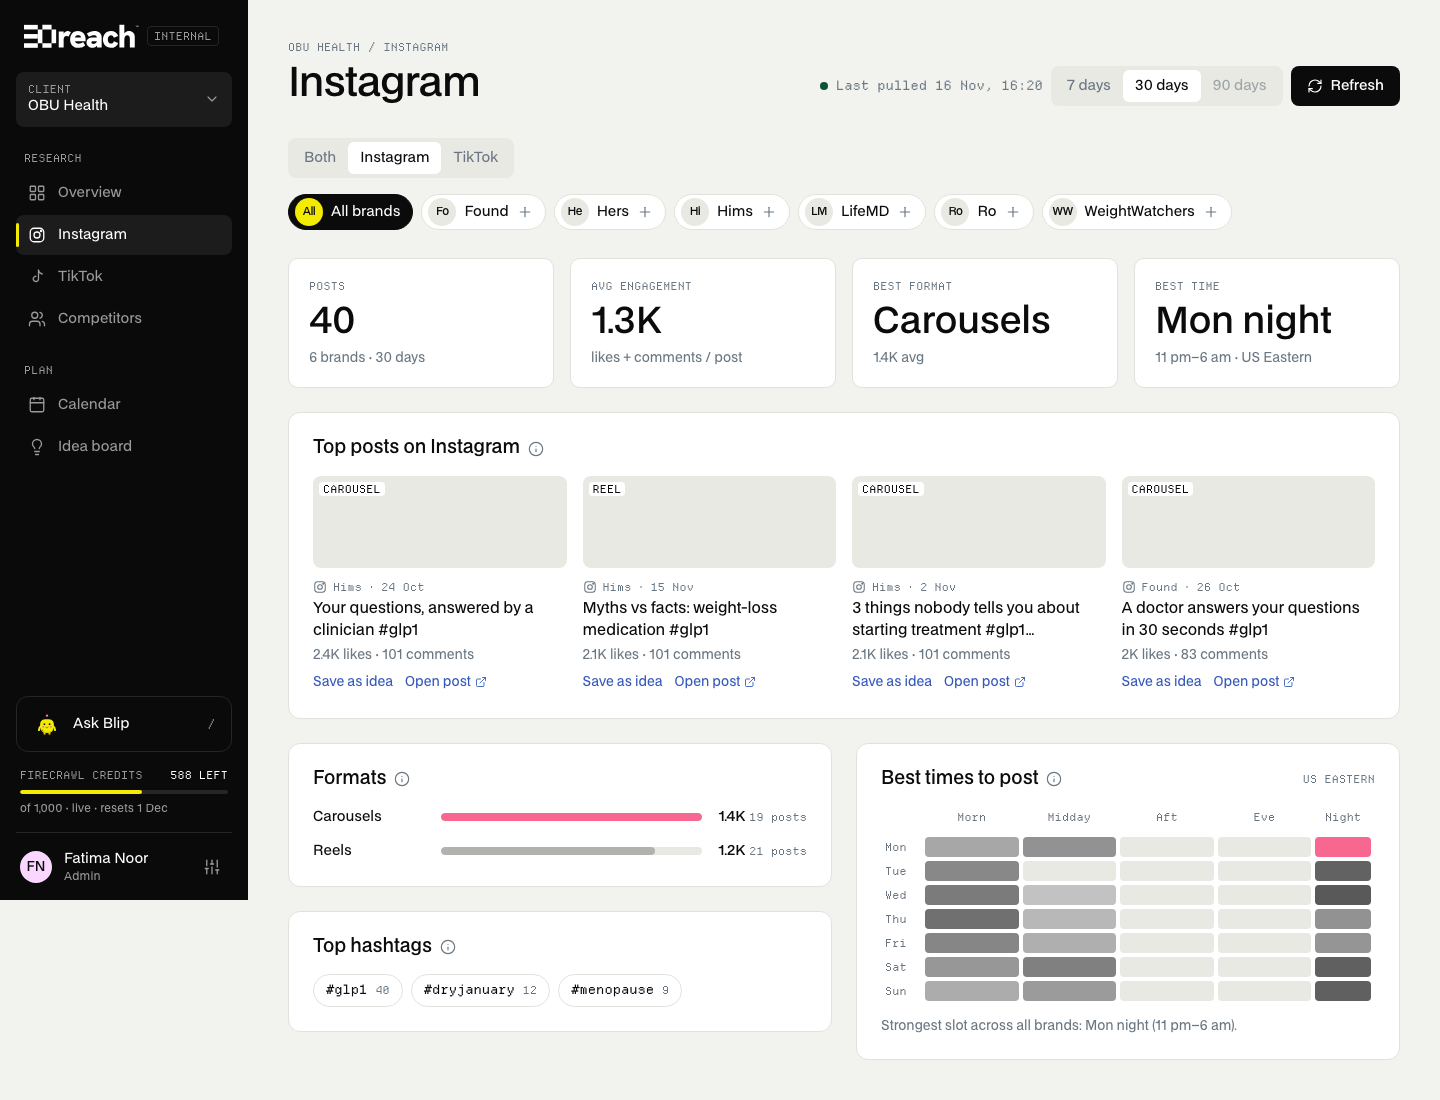 EOreach INTERNAL
CLIENT
OBU Health
RESEARCH
Overview
Instagram
TikTok
Competitors
PLAN
Calendar
Idea board
Ask Blip /
FIRECRAWL CREDITS 588 LEFT
of 1,000 · live · resets 1 Dec
FN Fatima Noor
Admin
OBU HEALTH / INSTAGRAM
Instagram
Last pulled 16 Nov, 16:20 7 days 30 days 90 days Refresh
Both Instagram TikTok
All All brands Fo Found + He Hers + Hi Hims + LM LifeMD + Ro Ro + WW WeightWatchers +
POSTS
40
6 brands · 30 days
AVG ENGAGEMENT
1.3K
likes + comments / post
BEST FORMAT
Carousels
1.4K avg
BEST TIME
Mon night
11 pm–6 am · US Eastern
Top posts on Instagram
CAROUSEL
Hims · 24 Oct
Your questions, answered by a
clinician #glp1
2.4K likes · 101 comments
Save as idea Open post
REEL
Hims · 15 Nov
Myths vs facts: weight-loss
medication #glp1
2.1K likes · 101 comments
Save as idea Open post
CAROUSEL
Hims · 2 Nov
3 things nobody tells you about
starting treatment #glp1...
2.1K likes · 101 comments
Save as idea Open post
CAROUSEL
Found · 26 Oct
A doctor answers your questions
in 30 seconds #glp1
2K likes · 83 comments
Save as idea Open post
Formats
Carousels 1.4K 19 posts
Reels 1.2K 21 posts
Top hashtags
#glp1 40 #dryjanuary 12 #menopause 9
Best times to post US EASTERN
Morn Midday Aft Eve Night
Mon
Tue
Wed
Thu
Fri
Sat
Sun
Strongest slot across all brands: Mon night (11 pm–6 am).